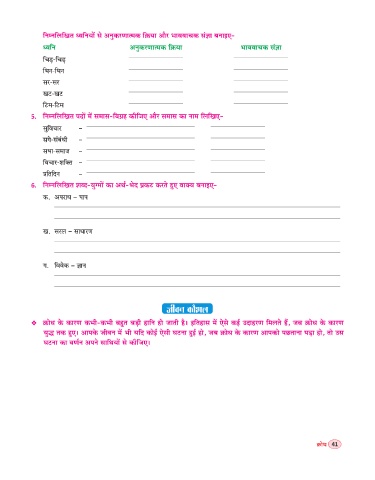 निम्नलिखित ध्वनियों से अनुकरणात्मक क्रिया और भाववाचक संज्ञा बनाइए–
ध्वनि अनुकरणात्मक क्रिया भाववाचक संज्ञा
चिड़-चिड़
भिन-भिन
सर-सर
खट-खट
टिम-टिम
5. निम्नलिखित पदों में समास-विग्रह कीजिए और समास का नाम लिखिए–
सुविचार –
सगे-संबंधी –
सभा-समाज –
विचार-शक्ति –
प्रतिदिन –
6. निम्नलिखित शब्द-युग्मों का अर्थ-भेद प्रकट करते हुए वाक्य बनाइए–
क. अपराध – पाप
ख. सरल – साधारण
ग. विवेक – ज्ञान
जीवन कौशल
❖ क्रोध के कारण कभी-कभी बहुत बड़ी हानि हो जाती है। इतिहास में ऐसे कई उदाहरण मिलते हैं, जब क्रोध के कारण
युद्ध तक हुए। आपके जीवन में भी यदि कोई ऐसी घटना हुई हो, जब क्रोध के कारण आपको पछताना पड़ा हो, तो उस
घटना का वर्णन अपने साथियों से कीजिए।
क्रोध 41